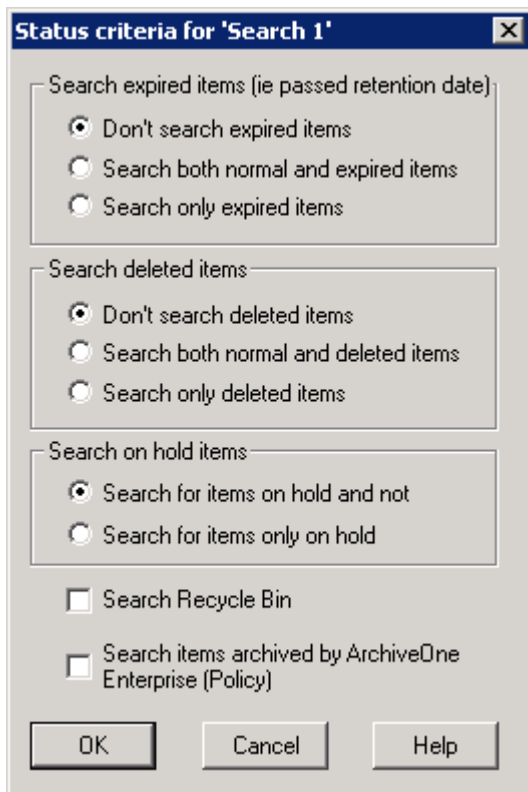 Status criteria for 'Search 1'
Search expired items (ie passed retention date)
Don't search expired items
Search both normal and expired items
Search only expired items
Search deleted items
Don't search deleted items
Search both normal and deleted items
Search only deleted items
Search on hold items
Search for items on hold and not
Search for items only on hold
Search Recycle Bin
Search items archived by ArchiveOne
Enterprise (Policy)
OK
Cancel
Help